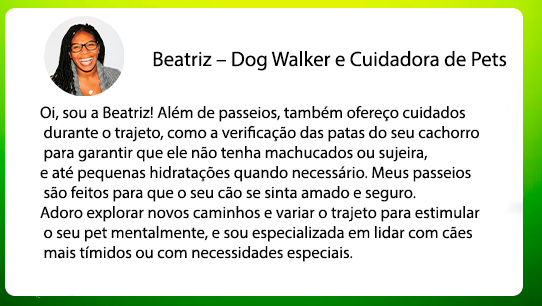 Beatriz – Dog Walker e Cuidadora de Pets
Oi, sou a Beatriz! Além de passeios, também ofereço cuidados
durante o trajeto, como a verificação das patas do seu cachorro
para garantir que ele não tenha machucados ou sujeira,
e até pequenas hidratações quando necessário. Meus passeios
são feitos para que o seu cão se sinta amado e seguro.
Adoro explorar novos caminhos e variar o trajeto para estimular
o seu pet mentalmente, e sou especializada em lidar com cães
mais tímidos ou com necessidades especiais.